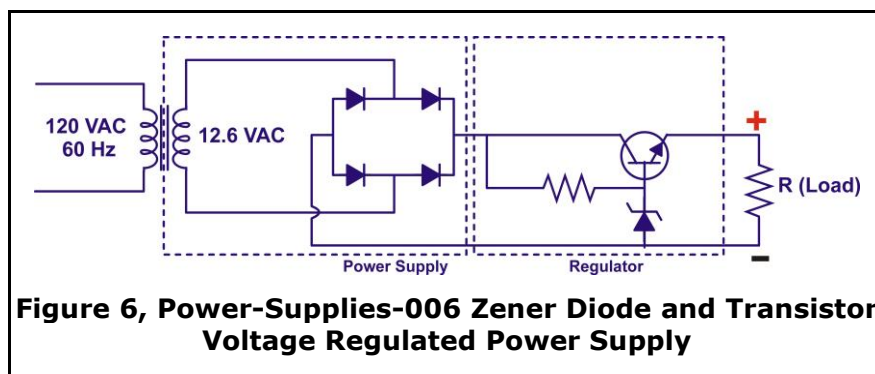 120 VAC
60 Hz
12.6 VAC
+
R (Load)
−
Power Supply
Regulator
Figure 6, Power-Supplies-006 Zener Diode and Transistor
Voltage Regulated Power Supply